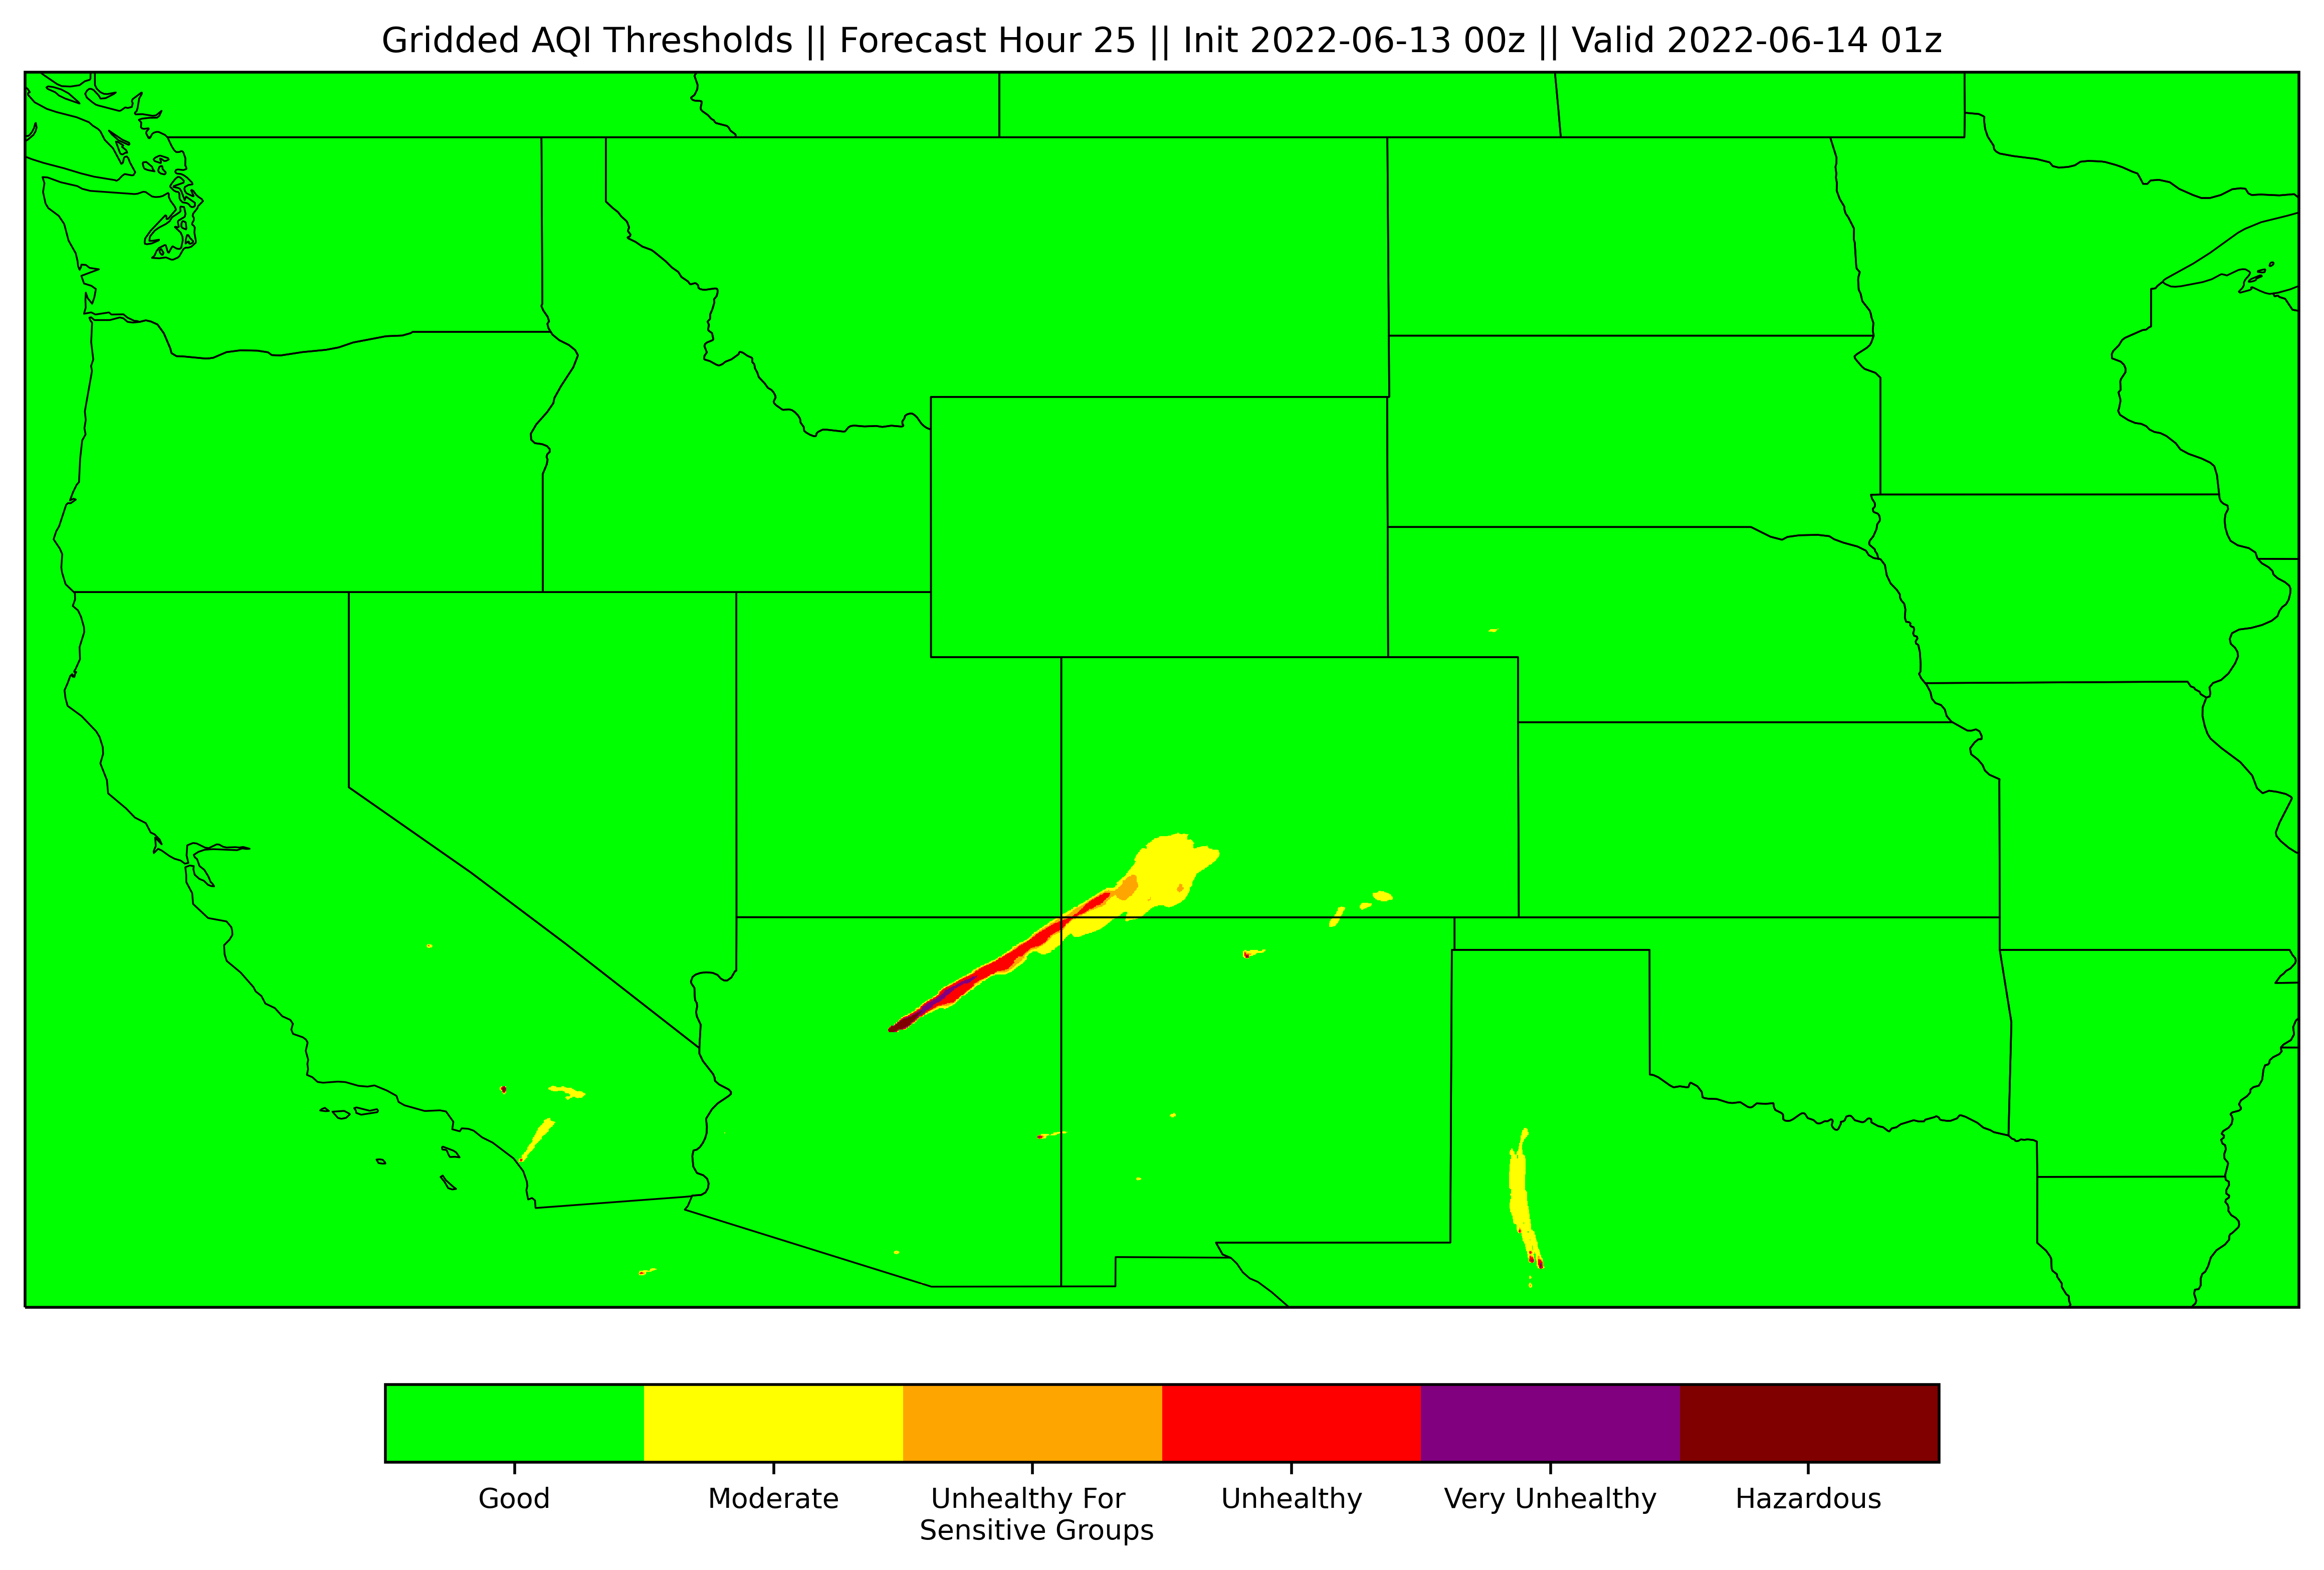 Gridded AQI Thresholds || Forecast Hour 25 || Init 2022-06-13 00z || Valid 2022-06-14 01z
Good
Moderate
Unhealthy For
Sensitive Groups
Unhealthy
Very Unhealthy
Hazardous